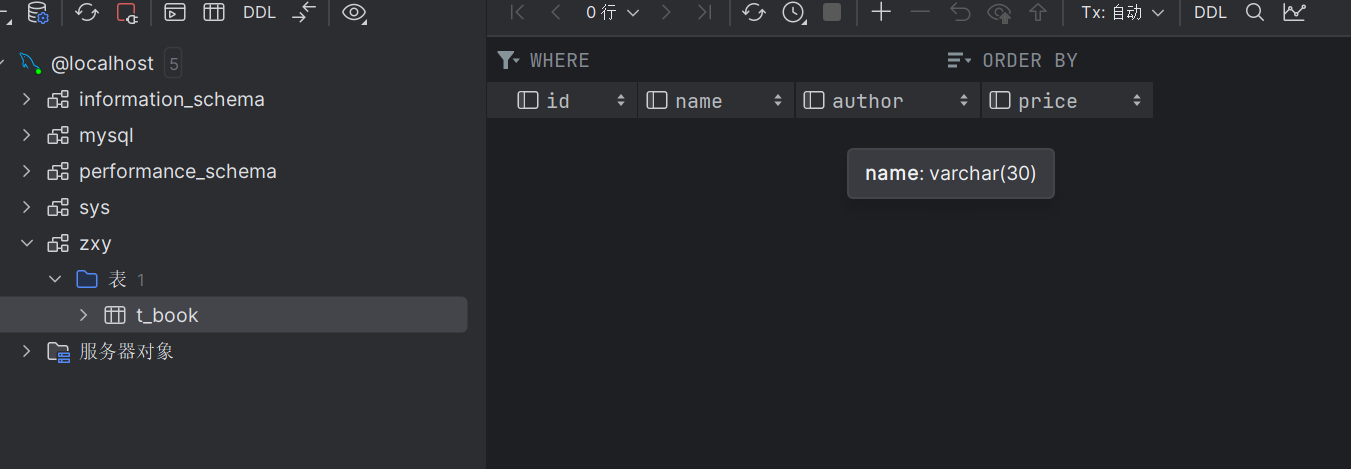 DDL
0 行
Tx: 自动
DDL
@localhost 5
information_schema
mysql
performance_schema
sys
zxy
表 1
t_book
服务器对象
WHERE
ORDER BY
id name author price
name: varchar(30)